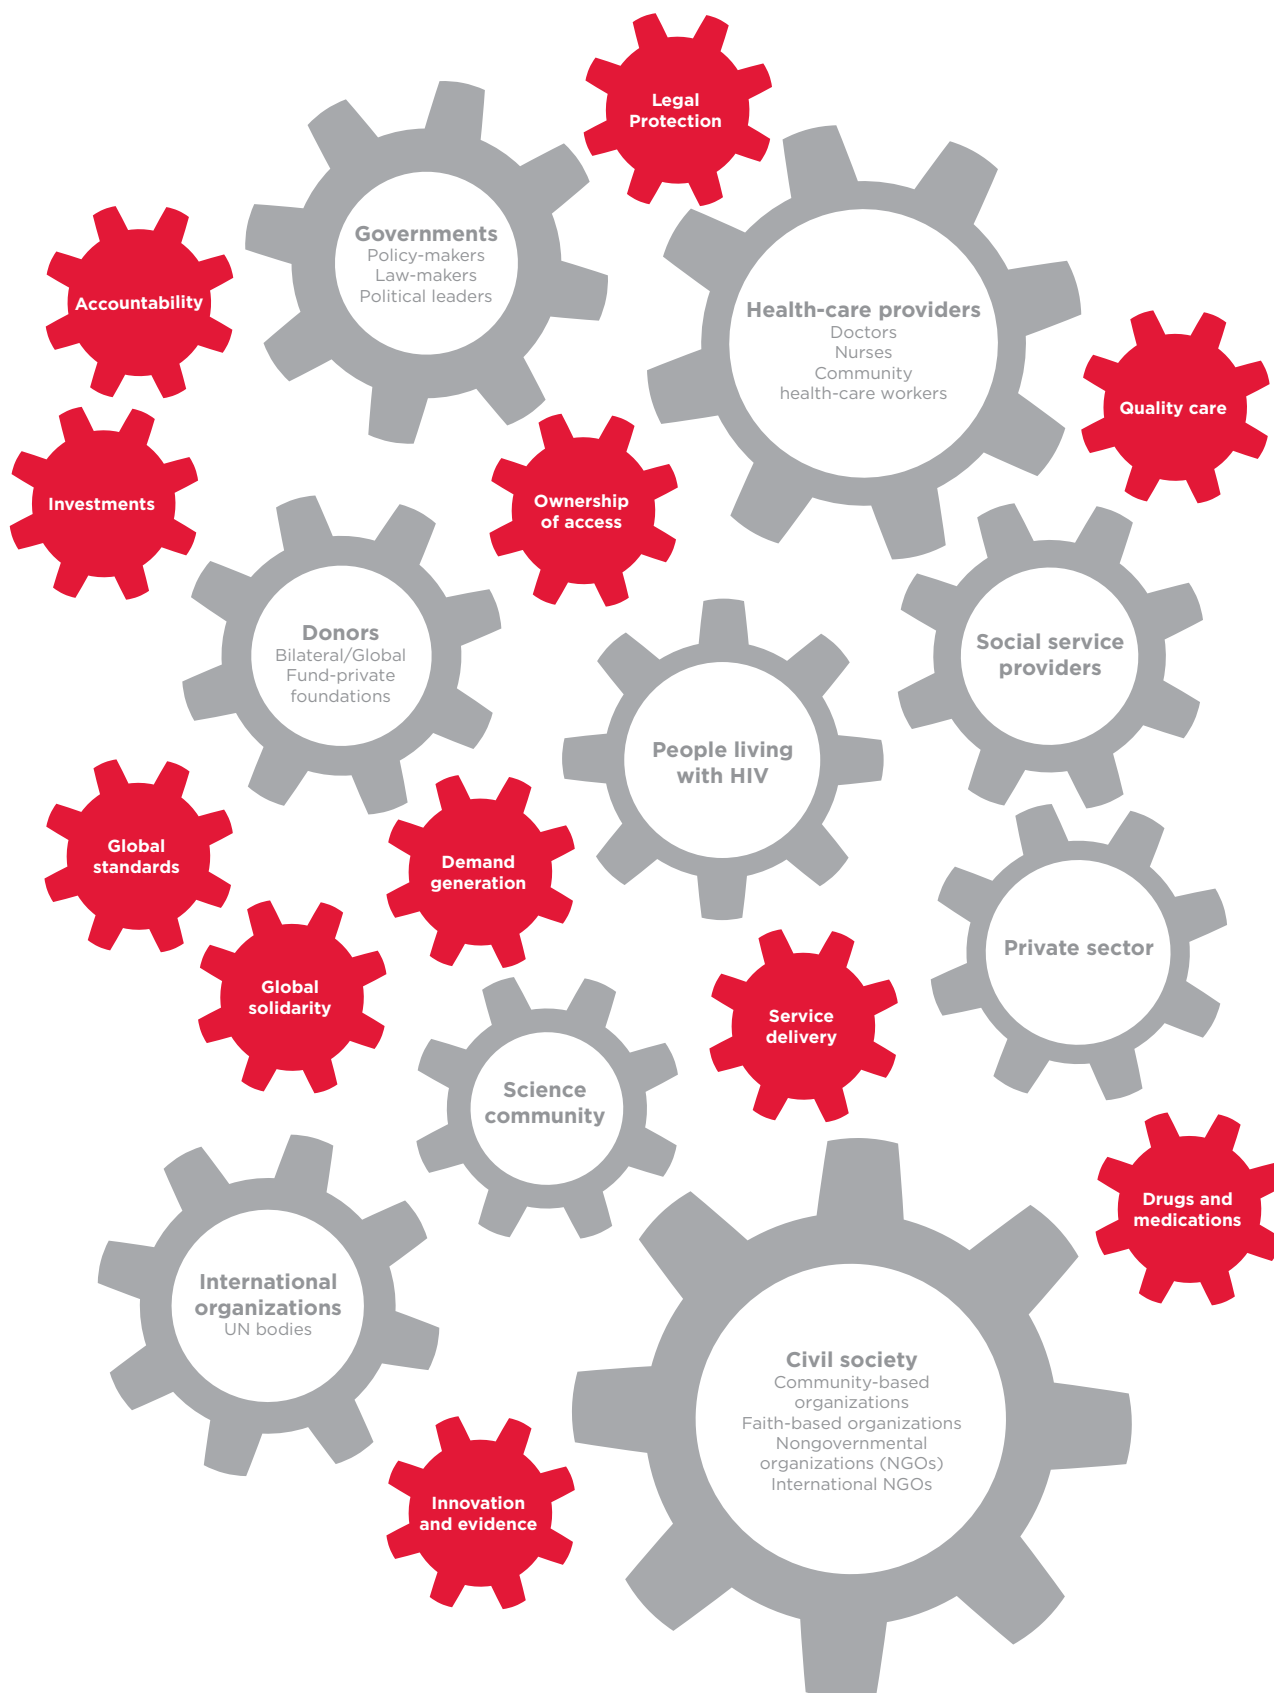 Legal
Protection
Governments
Policy-makers
Law-makers
Political leaders
Accountability
Health-care providers
Doctors
Nurses
Community
health-care workers
Quality care
Investments
Ownership
of access
Donors
Bilateral/Global
Fund-private
foundations
Social service
providers
People living
with HIV
Global
standards
Demand
generation
Private sector
Global
solidarity
Service
delivery
Science
community
Drugs and
medications
International
organizations
UN bodies
Civil society
Community-based
organizations
Faith-based organizations
Nongovernmental
organizations (NGOs)
International NGOs
Innovation
and evidence